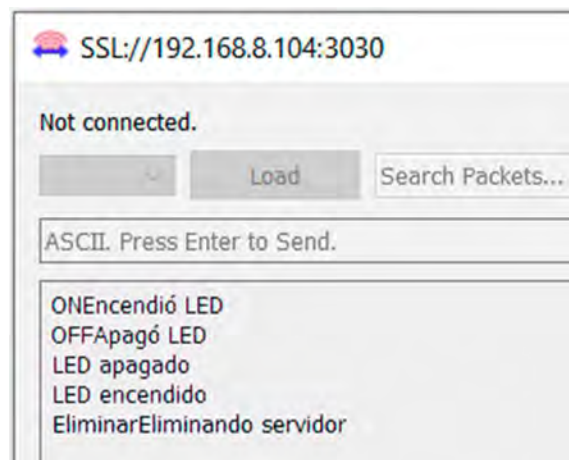 SSL://192.168.8.104:3030
Not connected.
Load Search Packets...
ASCII. Press Enter to Send.
ONEncendió LED
OFFApagó LED
LED apagado
LED encendido
EliminarEliminando servidor